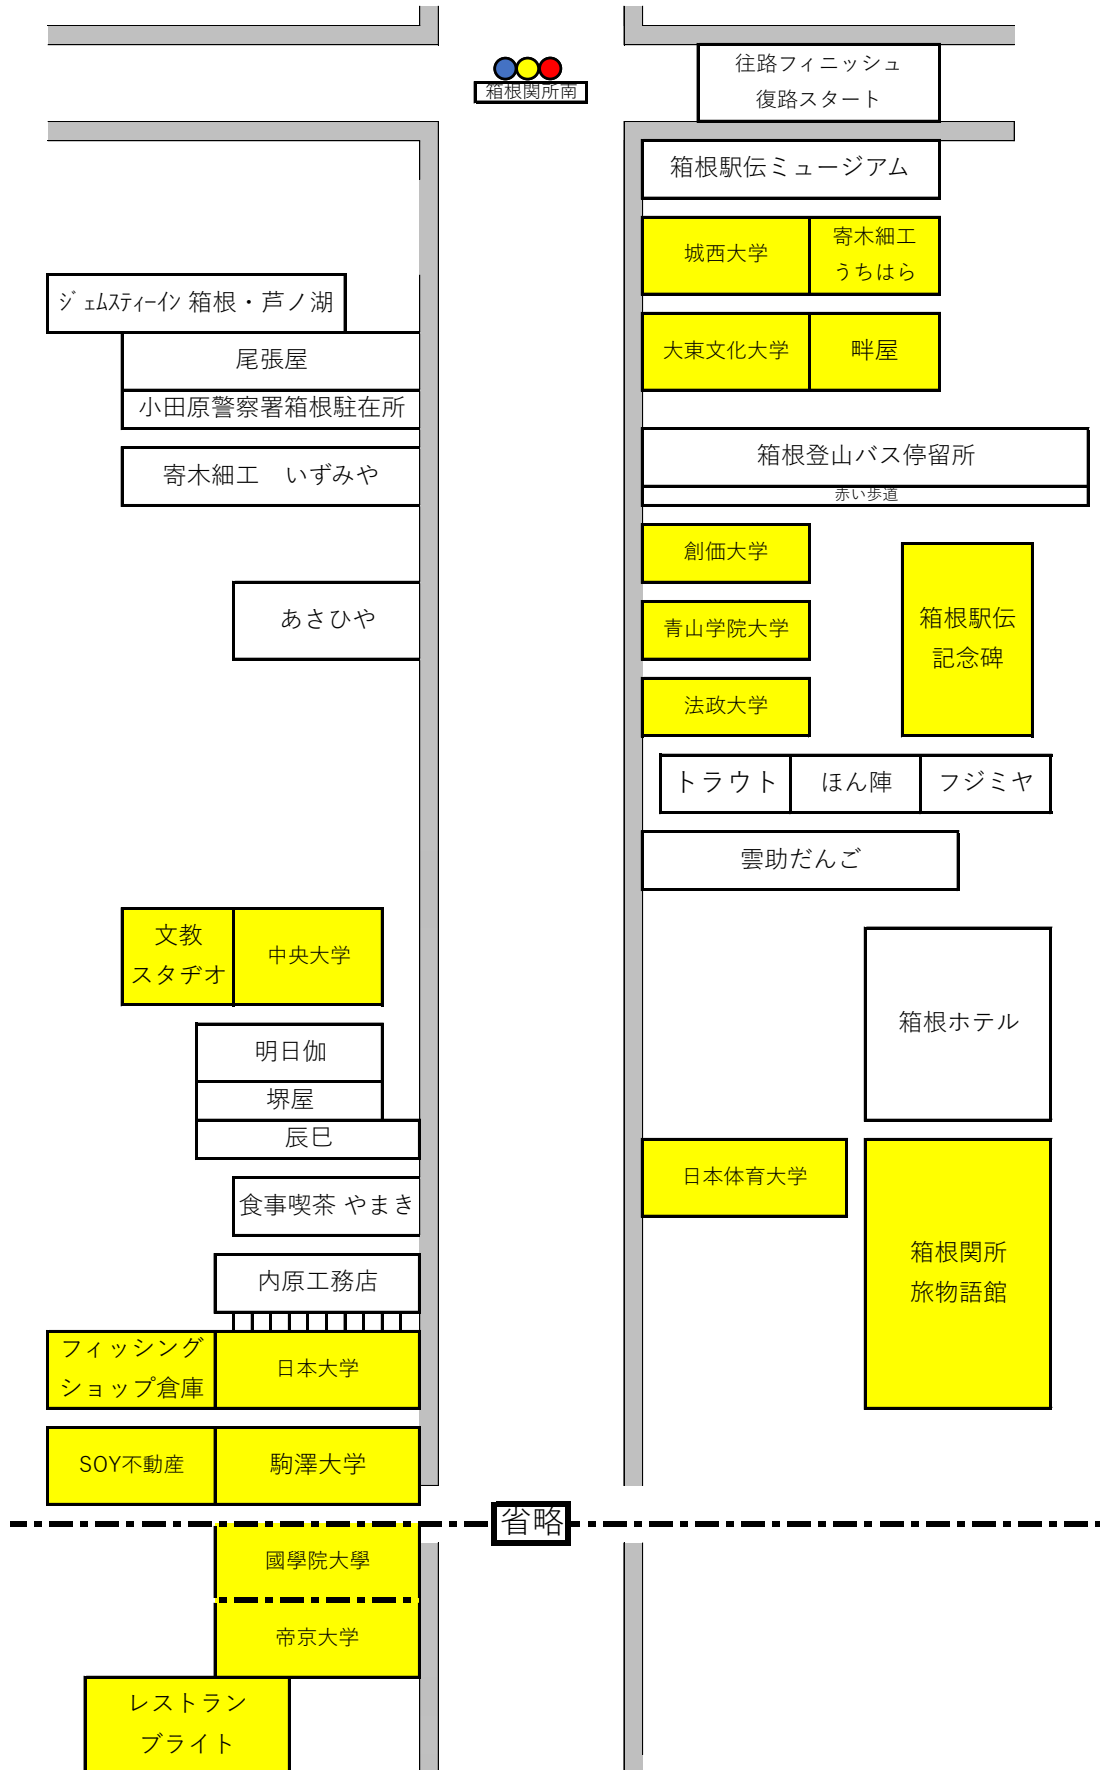 箱根関所南
往路フィニッシュ
復路スタート
箱根駅伝ミュージアム
城西大学
寄木細工
うちはら
ジェムスティーイン 箱根・芦ノ湖
尾張屋
小田原警察署箱根駐在所
寄木細工　いずみや
大東文化大学
畔屋
箱根登山バス停留所
赤い歩道
創価大学
青山学院大学
法政大学
箱根駅伝
記念碑
あさひや
トラウト
ほん陣
フジミヤ
雲助だんご
文教
スタヂオ
中央大学
明日伽
堺屋
辰巳
食事喫茶 やまき
内原工務店
箱根ホテル
日本体育大学
箱根関所
旅物語館
フィッシング
ショップ倉庫
日本大学
SOY不動産
駒澤大学
省略
國學院大學
帝京大学
レストラン
ブライト